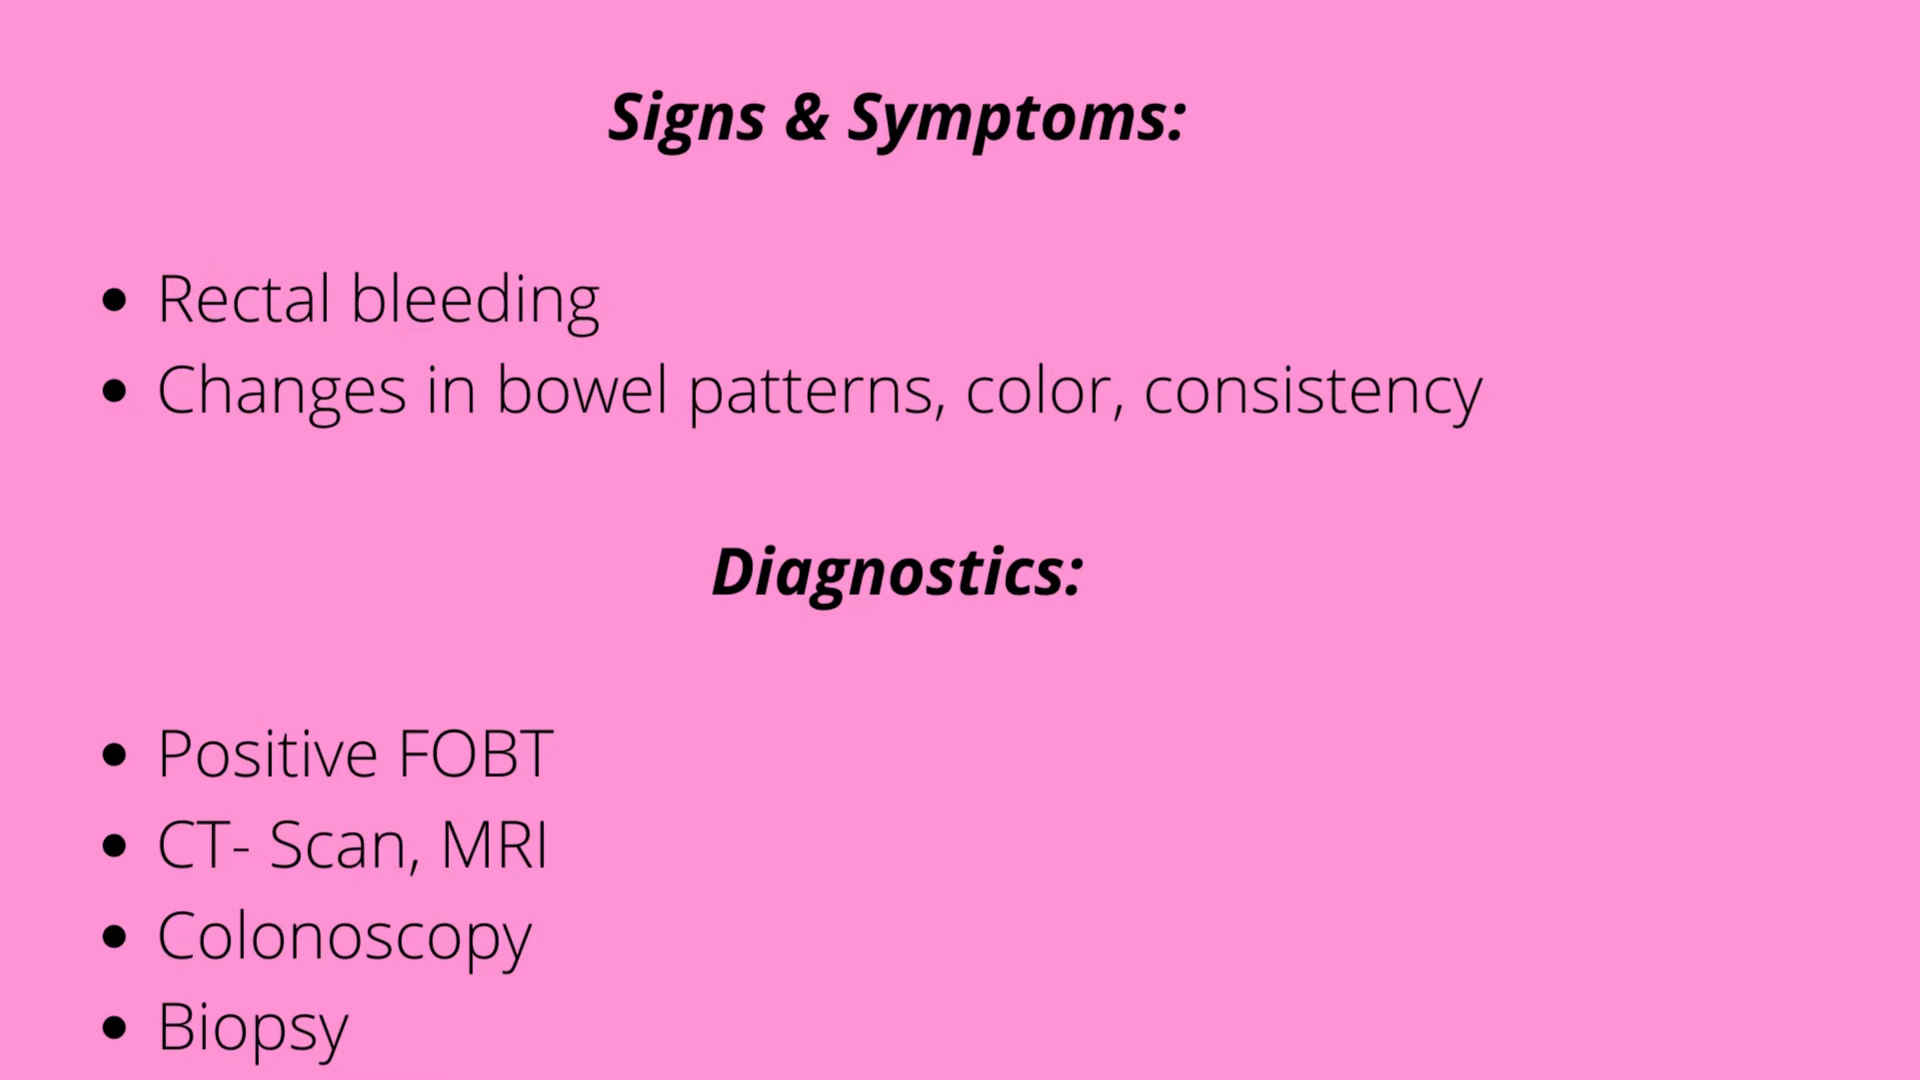 Signs & Symptoms:
• Rectal bleeding
• Changes in bowel patterns, color, consistency
Diagnostics:
• Positive FOBT
• CT- Scan, MRI
• Colonoscopy
• Biopsy